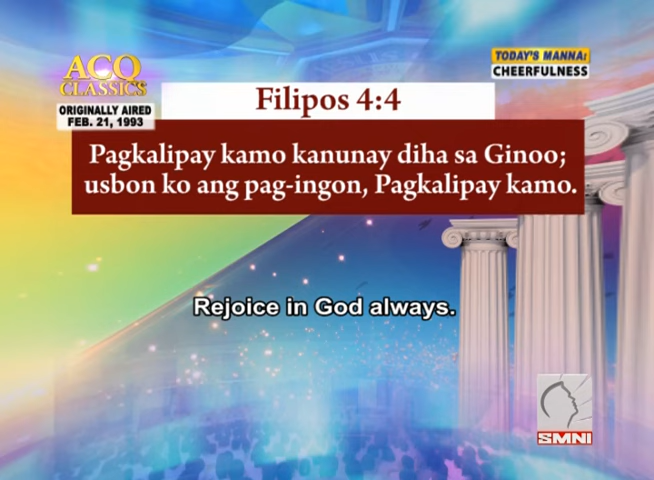 ACQ
CLASSICS
ORIGINALLY AIRED
FEB. 21, 1993
TODAY'S MANNA:
CHEERFULNESS
Filipos 4:4
Pagkalipay kamo kanunay diha sa Ginoo;
usbon ko ang pag-ingon, Pagkalipay kamo.
Rejoice in God always.
SMNI